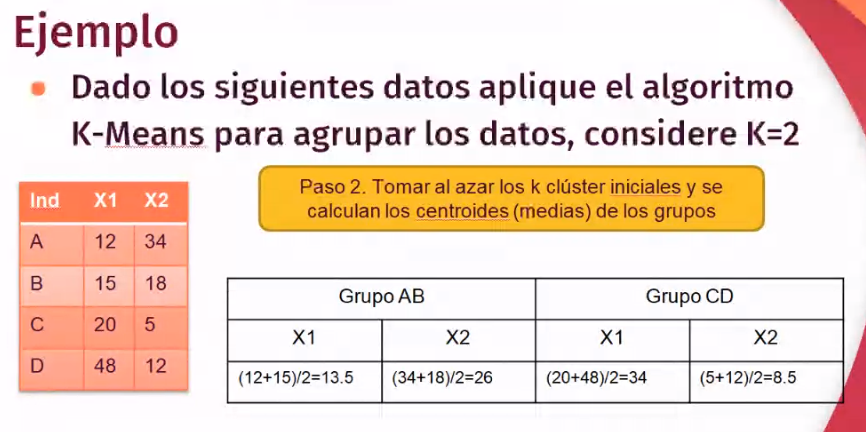 Ejemplo
Dado los siguientes datos aplique el algoritmo
K-Means para agrupar los datos, considere K=2
Paso 2. Tomar al azar los k clúster iniciales y se
calculan los centroides (medias) de los grupos
Ind X1 X2
A 12 34
B 15 18
C 20 5
D 48 12
Grupo AB Grupo CD
X1 X2 X1 X2
(12+15)/2=13.5 (34+18)/2=26 (20+48)/2=34 (5+12)/2=8.5